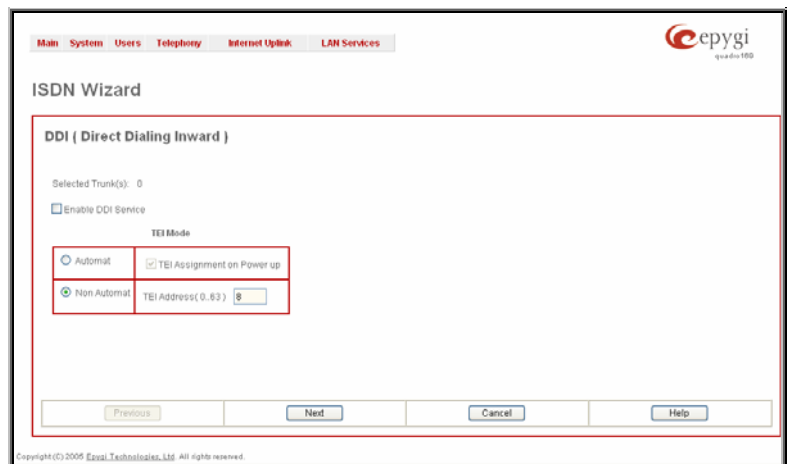 epygi
quadro160
Main System Users Telephony Internet Uplink LAN Services
ISDN Wizard
DDI ( Direct Dialing Inward )
Selected Trunk(s): 0
Enable DDI Service
TEI Mode
Automat TEI Assignment on Power up
Non Automat TEI Address( 0..63 ) 8
Previous Next Cancel Help
Copyright (C) 2006 Epygi Technologies, Ltd. All rights reserved.